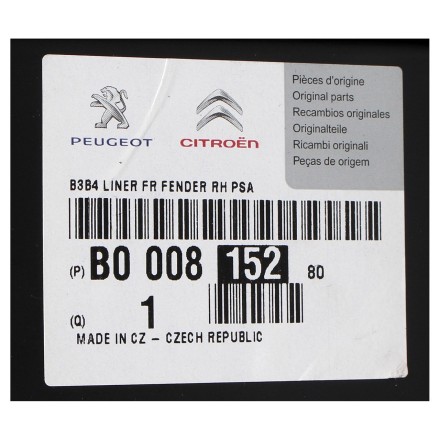 PEUGEOT
CITROËN
Pièces d'origine
Original parts
Recambios originales
Originalteile
Ricambi originali
Peças de origem
B3B4 LINER FR FENDER RH PSA
(P) B0 008 152 80
(Q) 1
MADE IN CZ – CZECH REPUBLIC